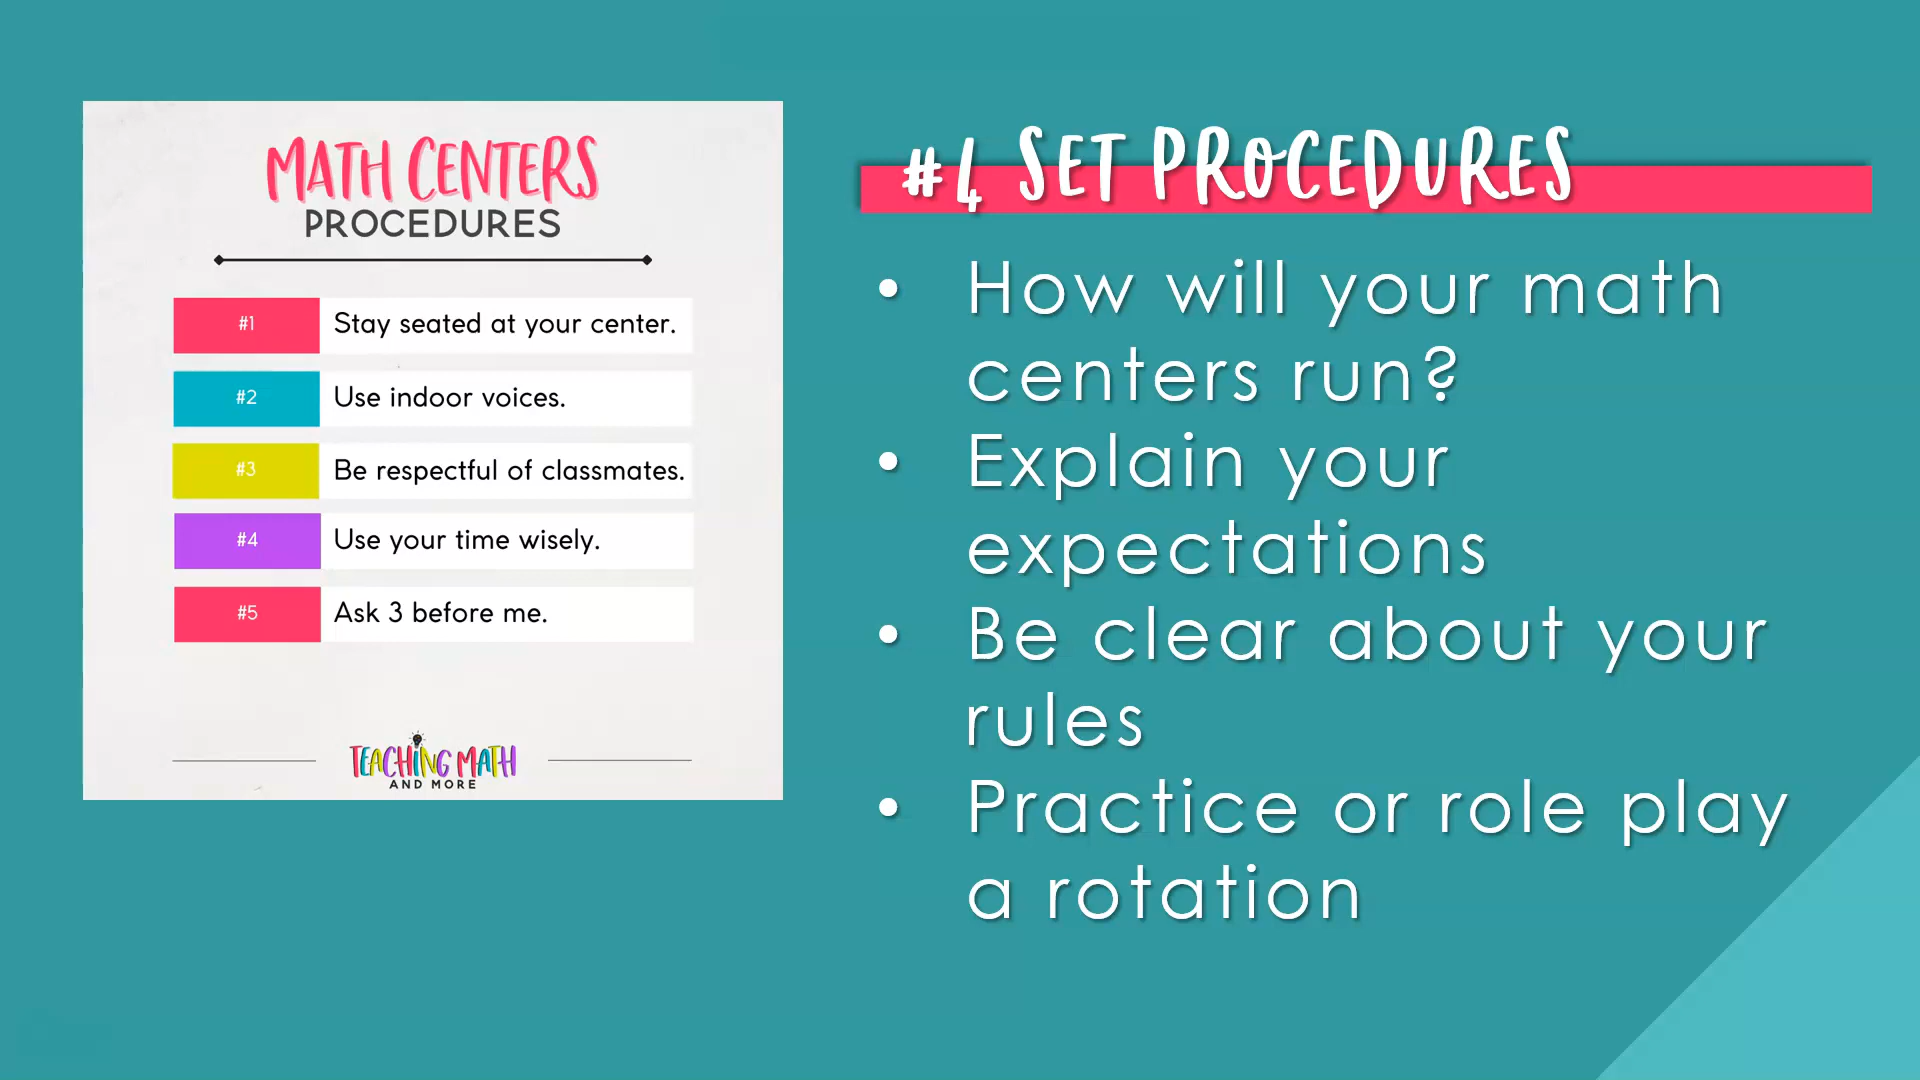 MATH CENTERS
PROCEDURES
#1 Stay seated at your center.
#2 Use indoor voices.
#3 Be respectful of classmates.
#4 Use your time wisely.
#5 Ask 3 before me.
TEACHING MATH
AND MORE
#4 SET PROCEDURES
• How will your math
centers run?
• Explain your
expectations
• Be clear about your
rules
• Practice or role play
a rotation